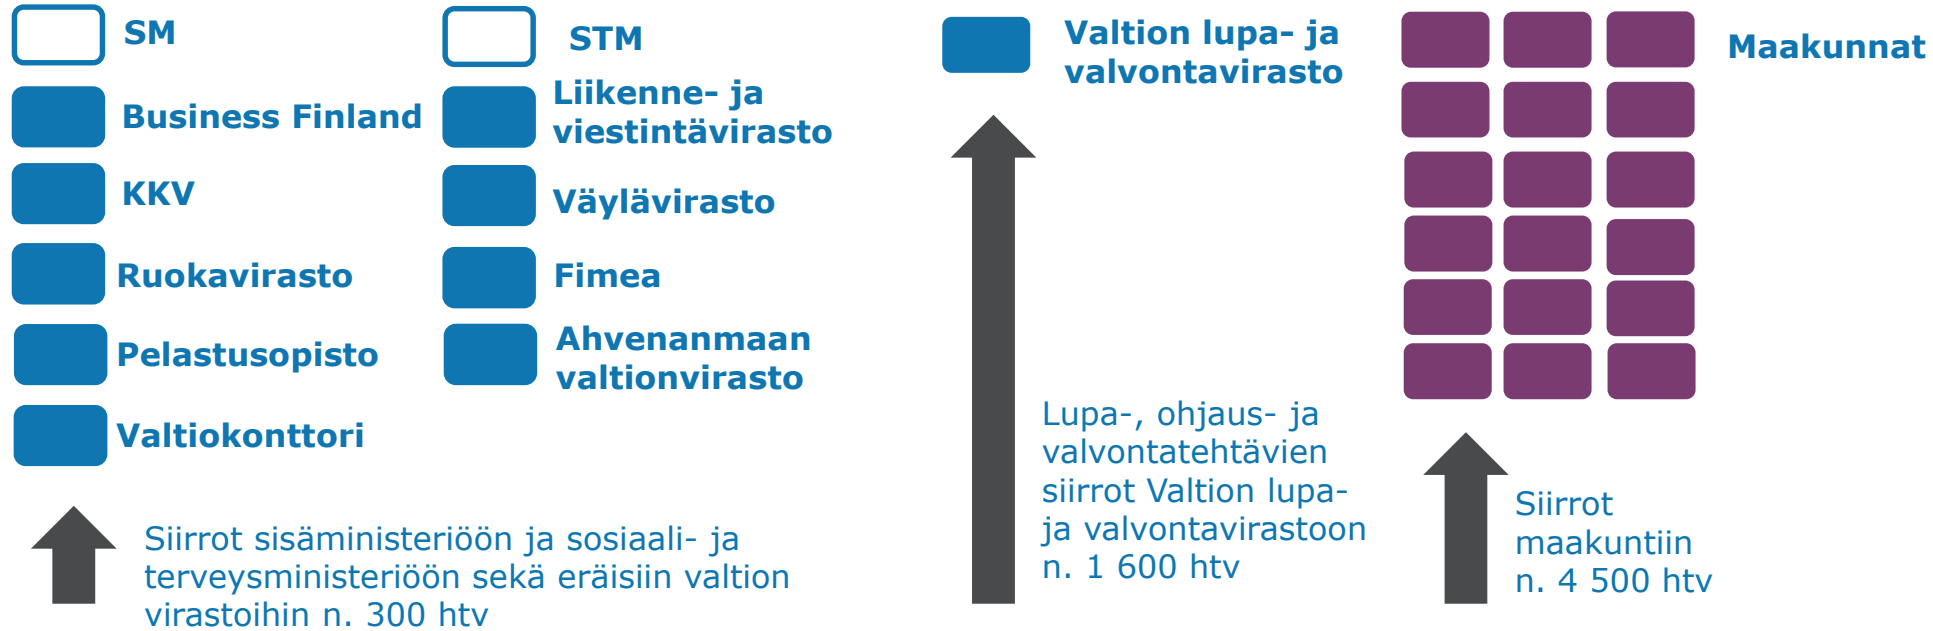 SM
Business Finland
KKV
Ruokavirasto
Pelastusopisto
Valtiokonttori
STM
Liikenne- ja
viestintävirasto
Väylävirasto
Fimea
Ahvenanmaan
valtionvirasto
Siirrot sisäministeriöön ja sosiaali- ja
terveysministeriöön sekä eräisiin valtion
virastoihin n. 300 htv
Valtion lupa- ja
valvontavirasto
Lupa-, ohjaus- ja
valvontatehtävien
siirrot Valtion lupa-
ja valvontavirastoon
n. 1 600 htv
Maakunnat
Siirrot
maakuntiin
n. 4 500 htv